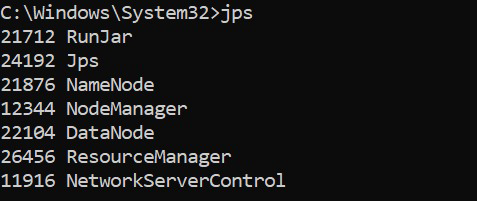 C:\Windows\System32>jps
21712 RunJar
24192 Jps
21876 NameNode
12344 NodeManager
22104 DataNode
26456 ResourceManager
11916 NetworkServerControl